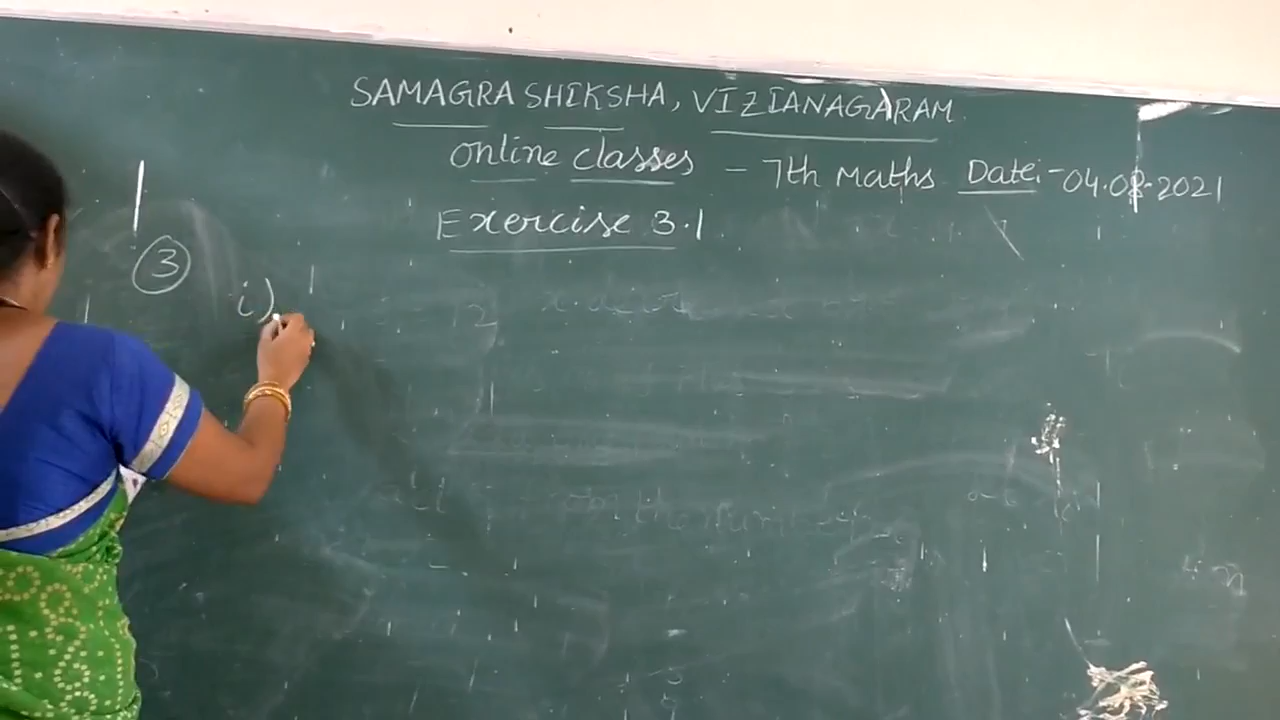 SAMAGRA SHIKSHA, VIZIANAGARAM.
online classes - 7th Maths Date:- 04.08.2021
Exercise 3.1
3
i)